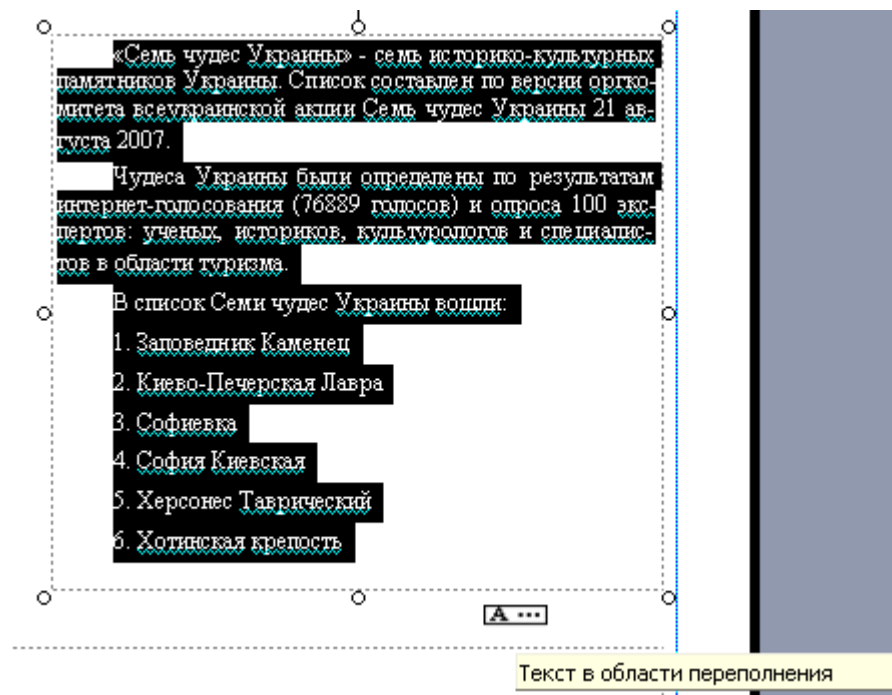 «Семь чудес Украины» - семь историко-культурных
памятников Украины. Список составлен по версии оргко-
митета всеукраинской акции Семь чудес Украины 21 ав-
густа 2007.
Чудеса Украины были определены по результатам
интернет-голосования (76889 голосов) и опроса 100 экс-
пертов: ученых, историков, культурологов и специалис-
тов в области туризма.
В список Семи чудес Украины вошли:
1. Заповедник Каменец
2. Киево-Печерская Лавра
3. Софиевка
4. София Киевская
5. Херсонес Таврический
6. Хотинская крепость
A ...
Текст в области переполнения